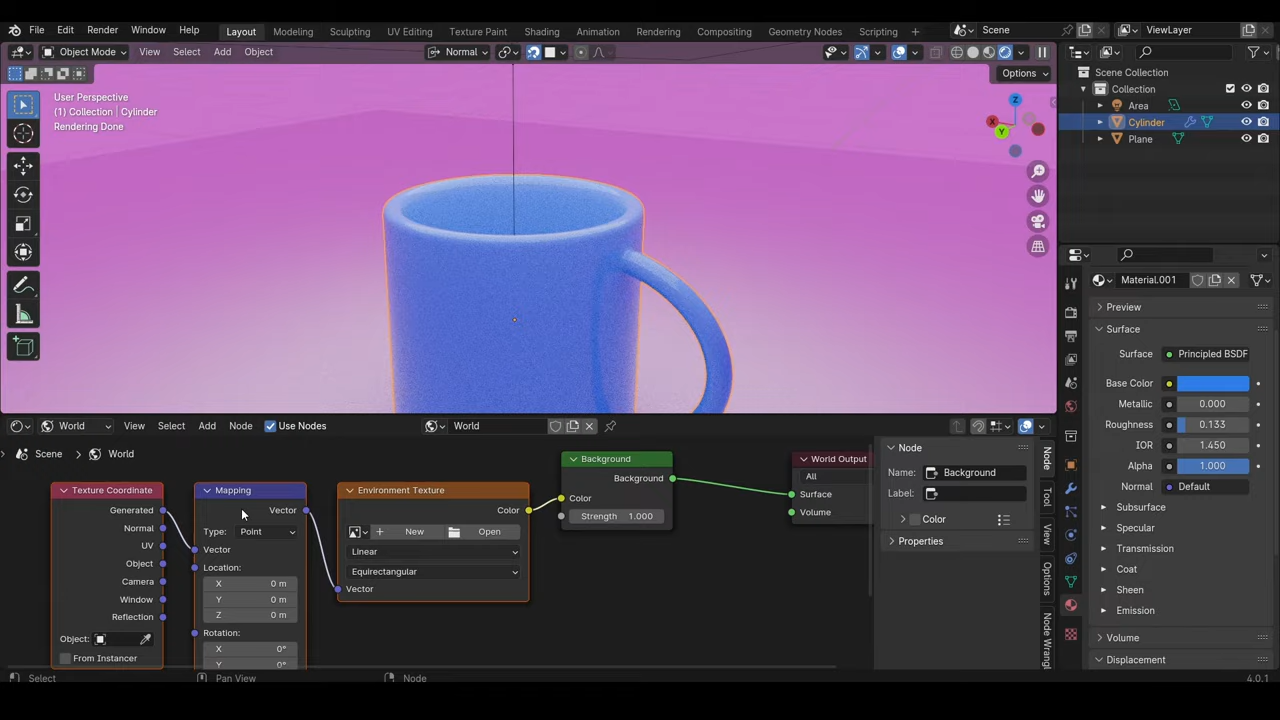 File Edit Render Window Help Layout Modeling Sculpting UV Editing Texture Paint Shading Animation Rendering Compositing Geometry Nodes Scripting + Scene ViewLayer
Object Mode View Select Add Object Normal
Options
User Perspective
(1) Collection | Cylinder
Rendering Done
Z
X
Y
Scene Collection
Collection
Area
Cylinder
Plane
Material.001
Preview
Surface
Surface Principled BSDF
Base Color
Metallic 0.000
Roughness 0.133
IOR 1.450
Alpha 1.000
Normal Default
Subsurface
Specular
Transmission
Coat
Sheen
Emission
Volume
Displacement
World View Select Add Node Use Nodes World
Scene > World
Texture Coordinate
Generated
Normal
UV
Object
Camera
Window
Reflection
Object:
From Instancer
Mapping
Vector
Type: Point
Vector
Location:
X 0 m
Y 0 m
Z 0 m
Rotation:
X 0°
Y
Environment Texture
Color
New Open
Linear
Equirectangular
Vector
Background
Background
Color
Strength 1.000
World Output
All
Surface
Volume
Node
Name: Background
Label:
Color
Properties
Node
Tool
View
Options
Node Wrangl
Select Pan View Node 4.0.1